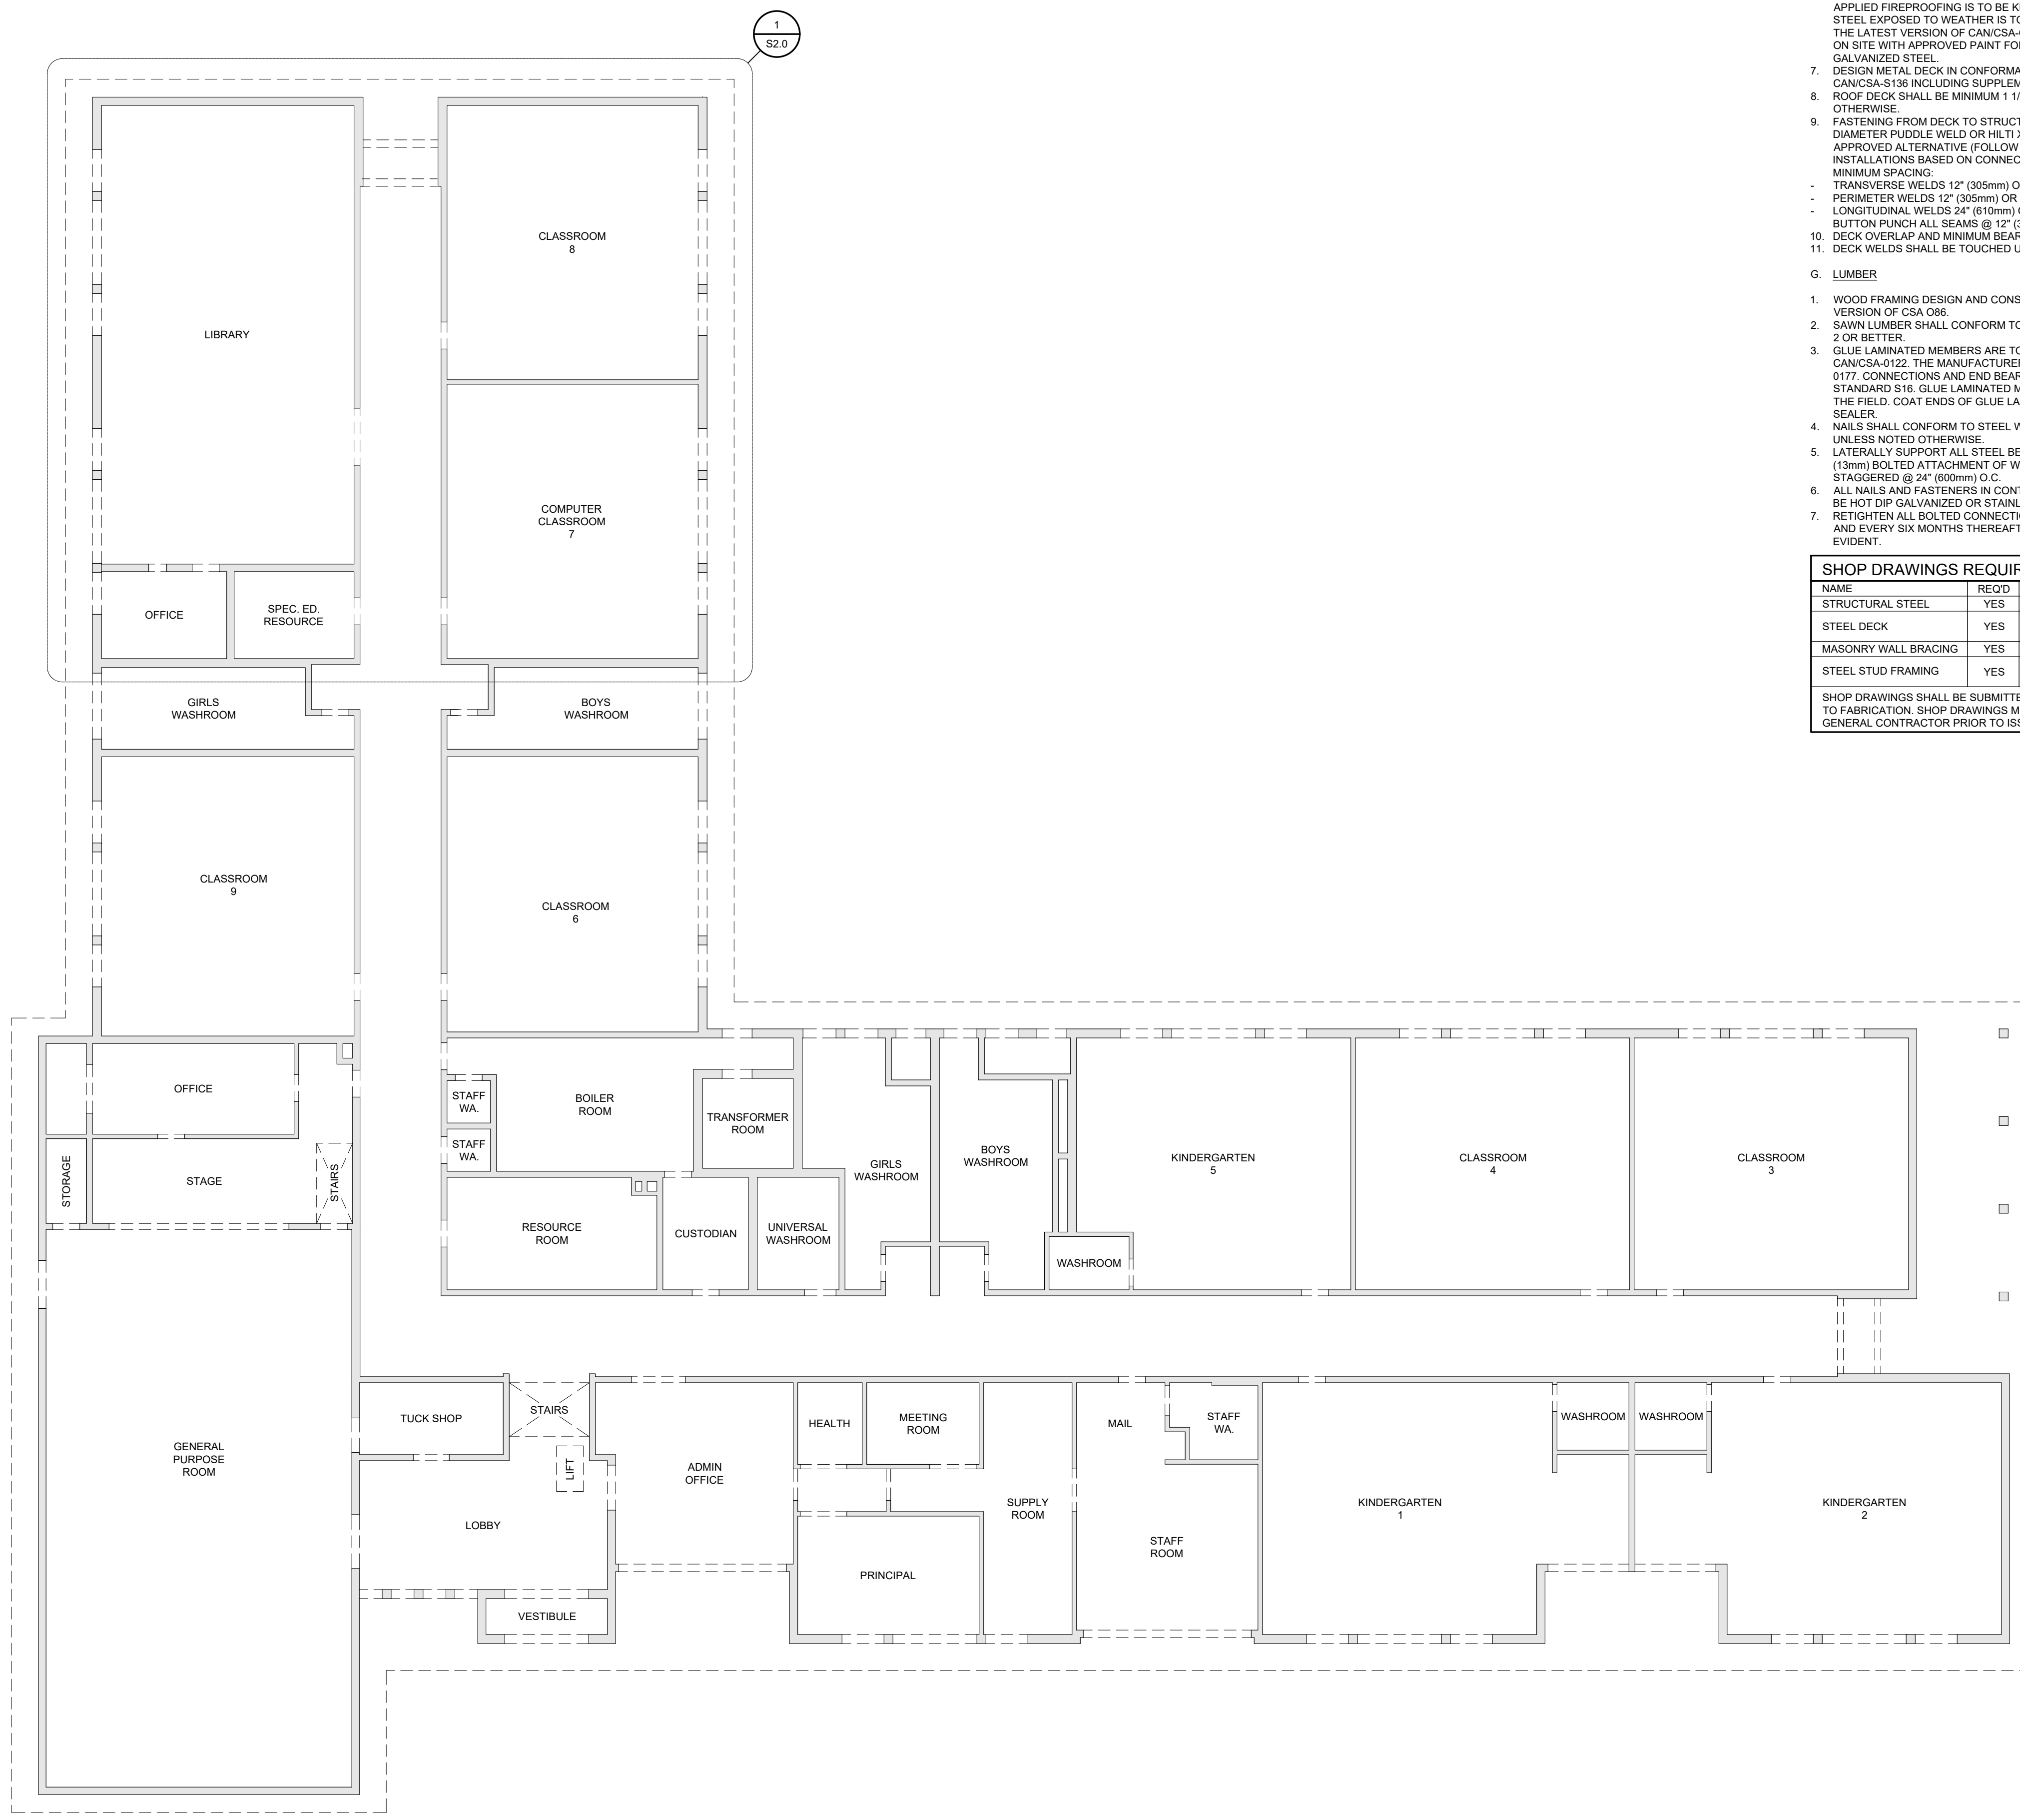 1
S2.0
APPLIED FIREPROOFING IS TO BE
STEEL EXPOSED TO WEATHER IS TO
THE LATEST VERSION OF CAN/CSA-
ON SITE WITH APPROVED PAINT FO
GALVANIZED STEEL.
7. DESIGN METAL DECK IN CONFORMA
CAN/CSA-S136 INCLUDING SUPPLEM
8. ROOF DECK SHALL BE MINIMUM 1 1/
OTHERWISE.
9. FASTENING FROM DECK TO STRUCT
DIAMETER PUDDLE WELD OR HILTI
APPROVED ALTERNATIVE (FOLLOW
INSTALLATIONS BASED ON CONNEC
MINIMUM SPACING:
- TRANSVERSE WELDS 12" (305mm) O
- PERIMETER WELDS 12" (305mm) OR
- LONGITUDINAL WELDS 24" (610mm)
BUTTON PUNCH ALL SEAMS @ 12" (3
10. DECK OVERLAP AND MINIMUM BEAR
11. DECK WELDS SHALL BE TOUCHED U
G. LUMBER
1. WOOD FRAMING DESIGN AND CONS
VERSION OF CSA O86.
2. SAWN LUMBER SHALL CONFORM TO
2 OR BETTER.
3. GLUE LAMINATED MEMBERS ARE TO
CAN/CSA-0122. THE MANUFACTURER
0177. CONNECTIONS AND END BEAR
STANDARD S16. GLUE LAMINATED M
THE FIELD. COAT ENDS OF GLUE LA
SEALER.
4. NAILS SHALL CONFORM TO STEEL W
UNLESS NOTED OTHERWISE.
5. LATERALLY SUPPORT ALL STEEL BE
(13mm) BOLTED ATTACHMENT OF W
STAGGERED @ 24" (600mm) O.C.
6. ALL NAILS AND FASTENERS IN CONT
BE HOT DIP GALVANIZED OR STAINL
7. RETIGHTEN ALL BOLTED CONNECTI
AND EVERY SIX MONTHS THEREAFT
EVIDENT.
SHOP DRAWINGS REQUIR
NAME REQ'D
STRUCTURAL STEEL YES
STEEL DECK YES
MASONRY WALL BRACING YES
STEEL STUD FRAMING YES
SHOP DRAWINGS SHALL BE SUBMITTE
TO FABRICATION. SHOP DRAWINGS M
GENERAL CONTRACTOR PRIOR TO ISS
CLASSROOM
8
LIBRARY
COMPUTER
CLASSROOM
7
OFFICE
SPEC. ED.
RESOURCE
GIRLS
WASHROOM
BOYS
WASHROOM
CLASSROOM
9
CLASSROOM
6
OFFICE
STORAGE
STAGE
STAIRS
STAFF
WA.
STAFF
WA.
BOILER
ROOM
TRANSFORMER
ROOM
GIRLS
WASHROOM
BOYS
WASHROOM
KINDERGARTEN
5
CLASSROOM
4
CLASSROOM
3
RESOURCE
ROOM
CUSTODIAN
UNIVERSAL
WASHROOM
WASHROOM
GENERAL
PURPOSE
ROOM
TUCK SHOP
STAIRS
LIFT
LOBBY
VESTIBULE
ADMIN
OFFICE
HEALTH
MEETING
ROOM
PRINCIPAL
SUPPLY
ROOM
MAIL
STAFF
WA.
STAFF
ROOM
KINDERGARTEN
1
WASHROOM
WASHROOM
KINDERGARTEN
2